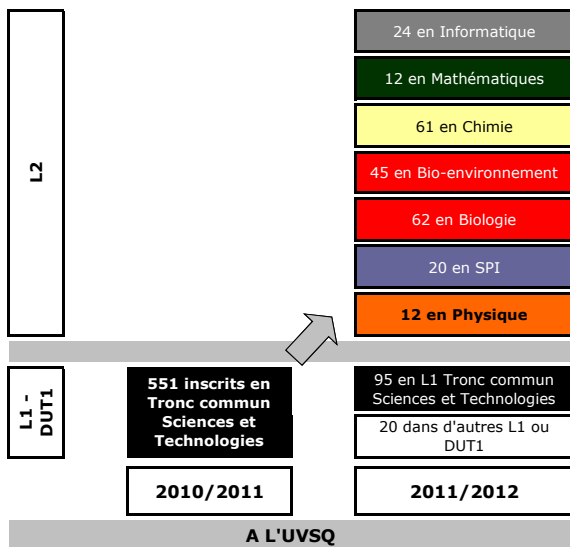 24 en Informatique
12 en Mathématiques
61 en Chimie
L2
45 en Bio-environnement
62 en Biologie
20 en SPI
12 en Physique
L1 -
DUT1
551 inscrits en
Tronc commun
Sciences et
Technologies
95 en L1 Tronc commun
Sciences et Technologies
20 dans d'autres L1 ou
DUT1
2010/2011
2011/2012
A L'UVSQ